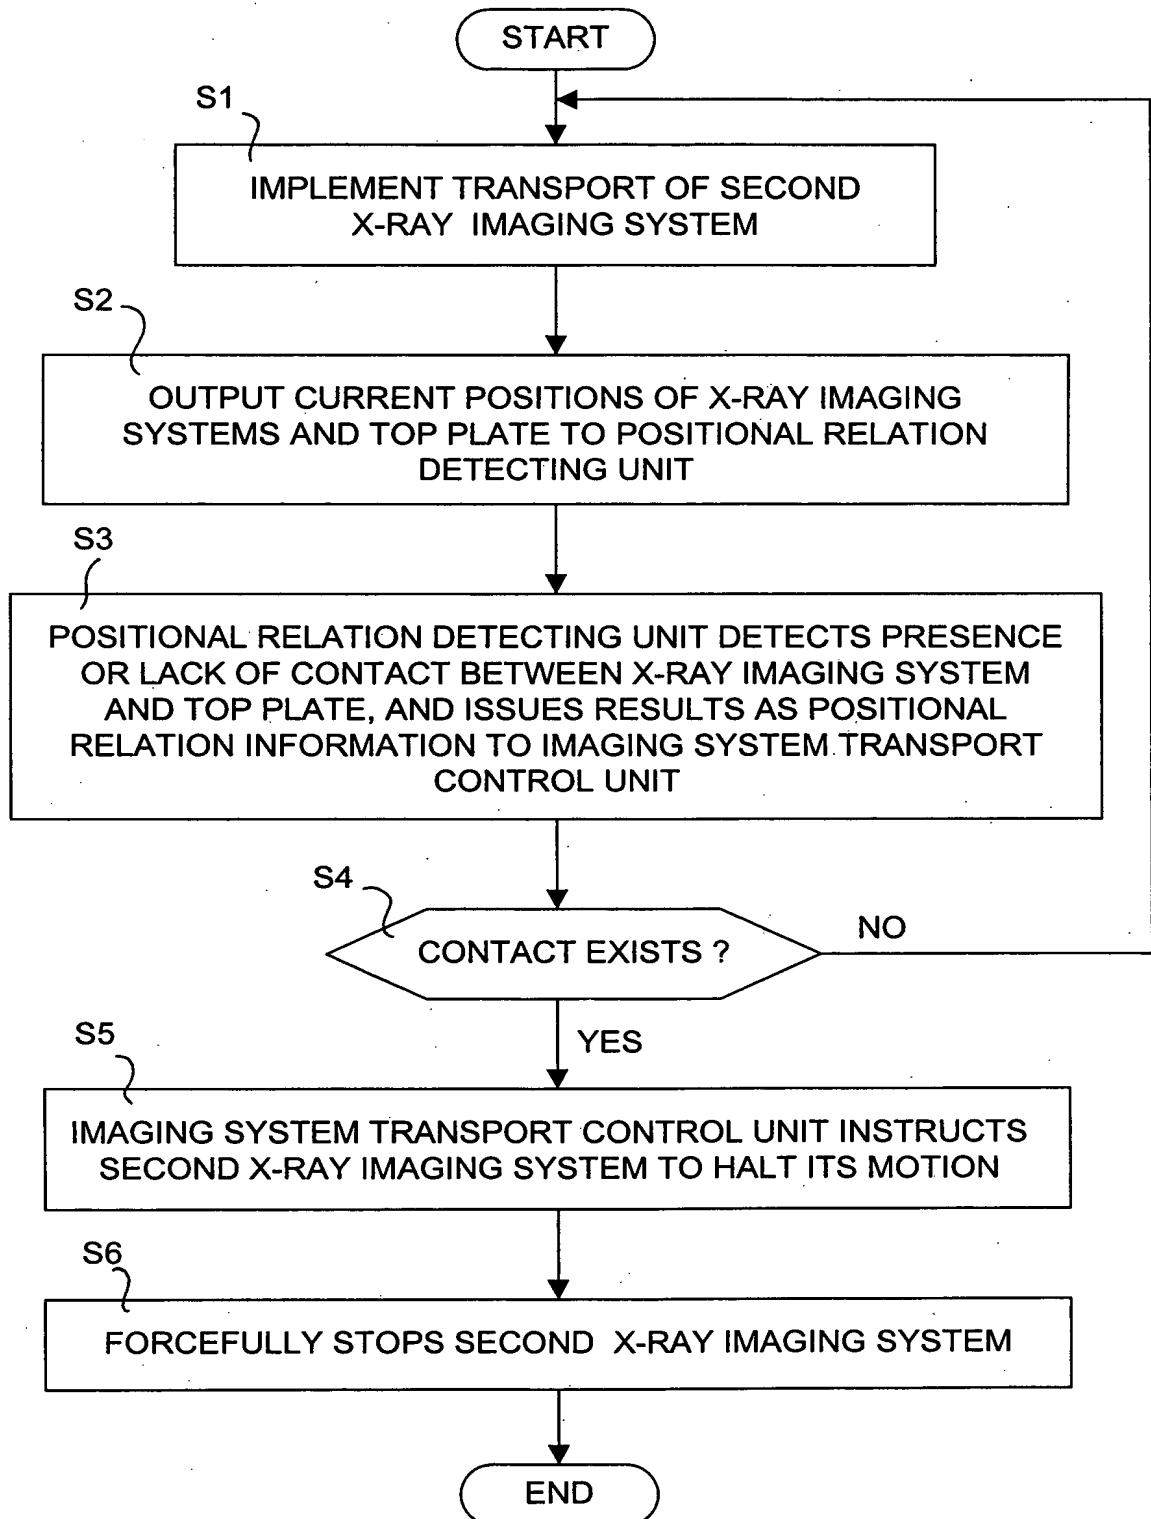 START
S1
IMPLEMENT TRANSPORT OF SECOND
X-RAY IMAGING SYSTEM
S2
OUTPUT CURRENT POSITIONS OF X-RAY IMAGING
SYSTEMS AND TOP PLATE TO POSITIONAL RELATION
DETECTING UNIT
S3
POSITIONAL RELATION DETECTING UNIT DETECTS PRESENCE
OR LACK OF CONTACT BETWEEN X-RAY IMAGING SYSTEM
AND TOP PLATE, AND ISSUES RESULTS AS POSITIONAL
RELATION INFORMATION TO IMAGING SYSTEM TRANSPORT
CONTROL UNIT
S4
CONTACT EXISTS ?
NO
YES
S5
IMAGING SYSTEM TRANSPORT CONTROL UNIT INSTRUCTS
SECOND X-RAY IMAGING SYSTEM TO HALT ITS MOTION
S6
FORCEFULLY STOPS SECOND X-RAY IMAGING SYSTEM
END